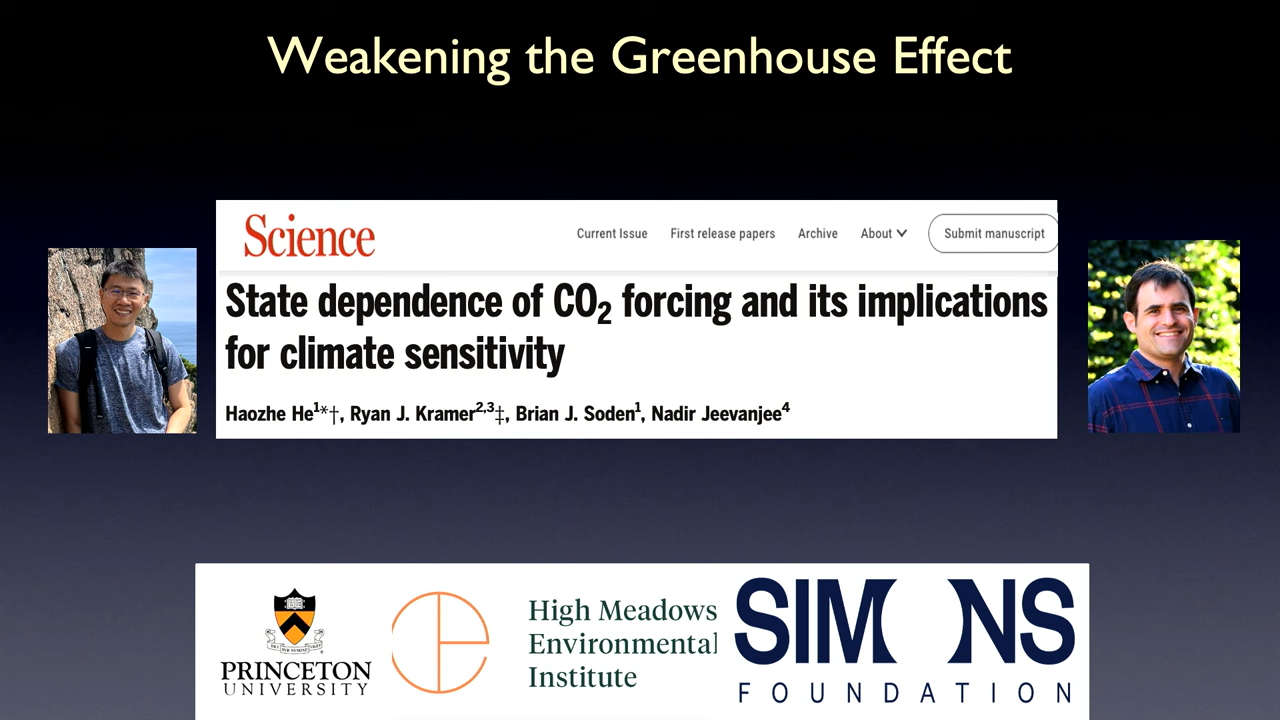 Weakening the Greenhouse Effect
Science
Current Issue First release papers Archive About Submit manuscript
State dependence of CO₂ forcing and its implications
for climate sensitivity
Haozhe He¹*†, Ryan J. Kramer²,³‡, Brian J. Soden¹, Nadir Jeevanjee⁴
PRINCETON
UNIVERSITY
High Meadows
Environmental
Institute
SIMONS
FOUNDATION